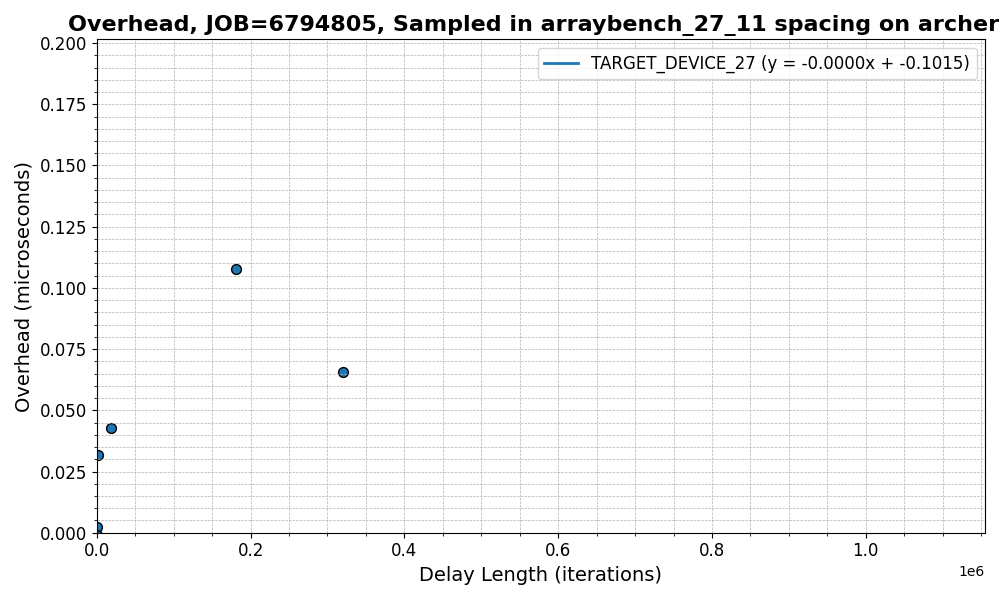 Overhead, JOB=6794805, Sampled in arraybench_27_11 spacing on archer
TARGET_DEVICE_27 (y = -0.0000x + -0.1015)
Overhead (microseconds)
0.200
0.175
0.150
0.125
0.100
0.075
0.050
0.025
0.000
0.0 0.2 0.4 0.6 0.8 1.0
1e6
Delay Length (iterations)